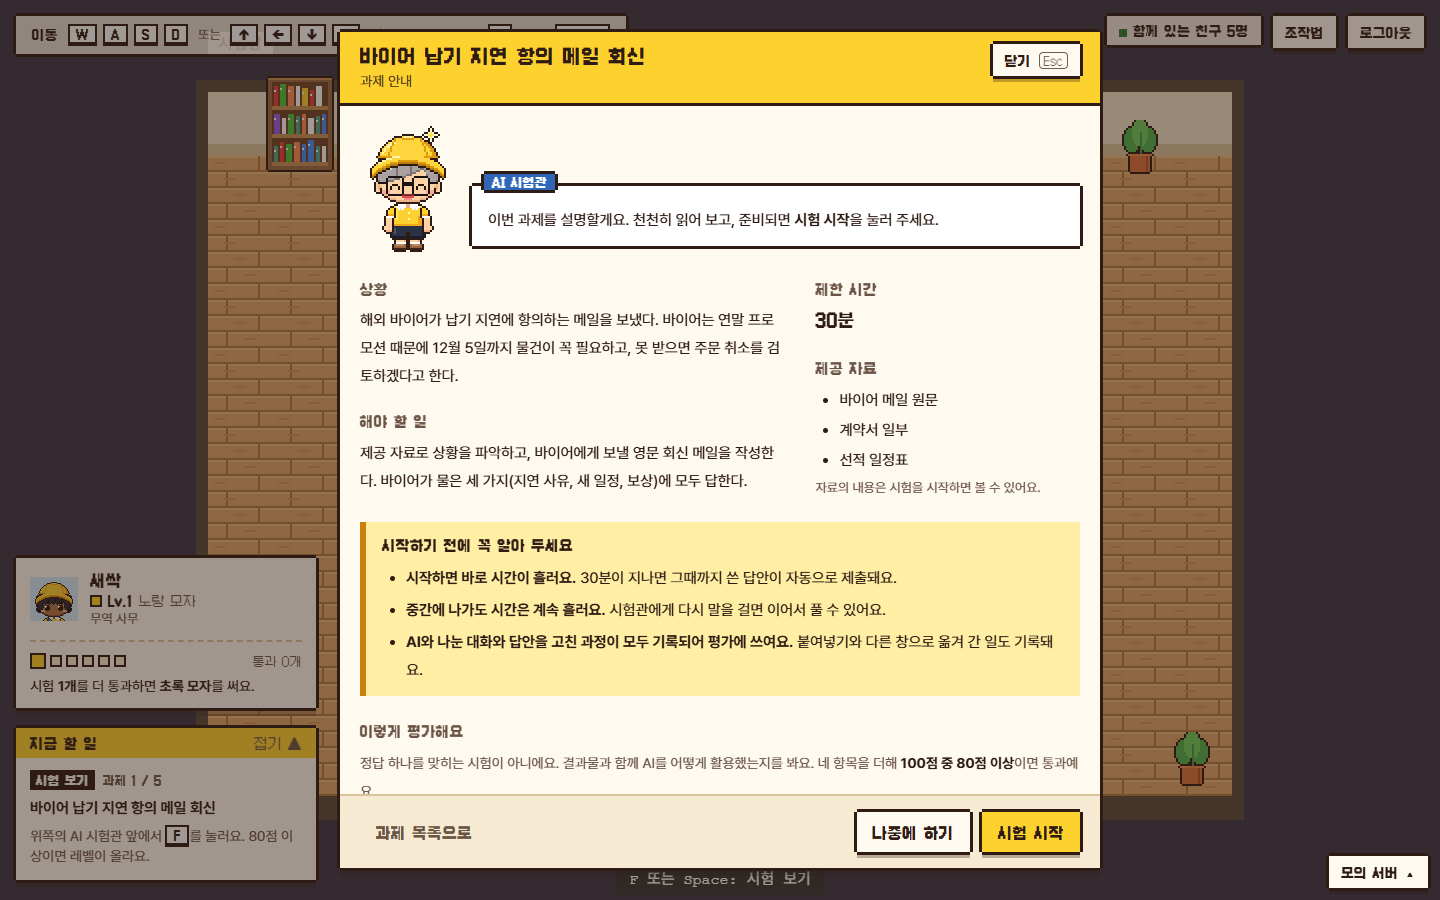 이동 W A S D 또는 ↑ ← ↓
함께 있는 친구 5명
조작법
로그아웃
바이어 납기 지연 항의 메일 회신
과제 안내
닫기 Esc
AI 시험관
이번 과제를 설명할게요. 천천히 읽어 보고, 준비되면 시험 시작을 눌러 주세요.
상황
해외 바이어가 납기 지연에 항의하는 메일을 보냈다. 바이어는 연말 프로
모션 때문에 12월 5일까지 물건이 꼭 필요하고, 못 받으면 주문 취소를 검
토하겠다고 한다.
해야 할 일
제공 자료로 상황을 파악하고, 바이어에게 보낼 영문 회신 메일을 작성한
다. 바이어가 물은 세 가지(지연 사유, 새 일정, 보상)에 모두 답한다.
제한 시간
30분
제공 자료
• 바이어 메일 원문
• 계약서 일부
• 선적 일정표
자료의 내용은 시험을 시작하면 볼 수 있어요.
시작하기 전에 꼭 알아 두세요
• 시작하면 바로 시간이 흘러요. 30분이 지나면 그때까지 쓴 답안이 자동으로 제출돼요.
• 중간에 나가도 시간은 계속 흘러요. 시험관에게 다시 말을 걸면 이어서 풀 수 있어요.
• AI와 나눈 대화와 답안을 고친 과정이 모두 기록되어 평가에 쓰여요. 붙여넣기와 다른 창으로 옮겨 간 일도 기록돼
요.
이렇게 평가해요
정답 하나를 맞히는 시험이 아니에요. 결과물과 함께 AI를 어떻게 활용했는지를 봐요. 네 항목을 더해 100점 중 80점 이상이면 통과예
요
과제 목록으로
나중에 하기
시험 시작
새싹
Lv.1 노랑 모자
무역 사무
통과 0개
시험 1개를 더 통과하면 초록 모자를 써요.
지금 할 일
접기 ▲
시험 보기 과제 1 / 5
바이어 납기 지연 항의 메일 회신
위쪽의 AI 시험관 앞에서 F 를 눌러요. 80점 이
상이면 레벨이 올라요.
F 또는 Space: 시험 보기
모의 서버 ▲